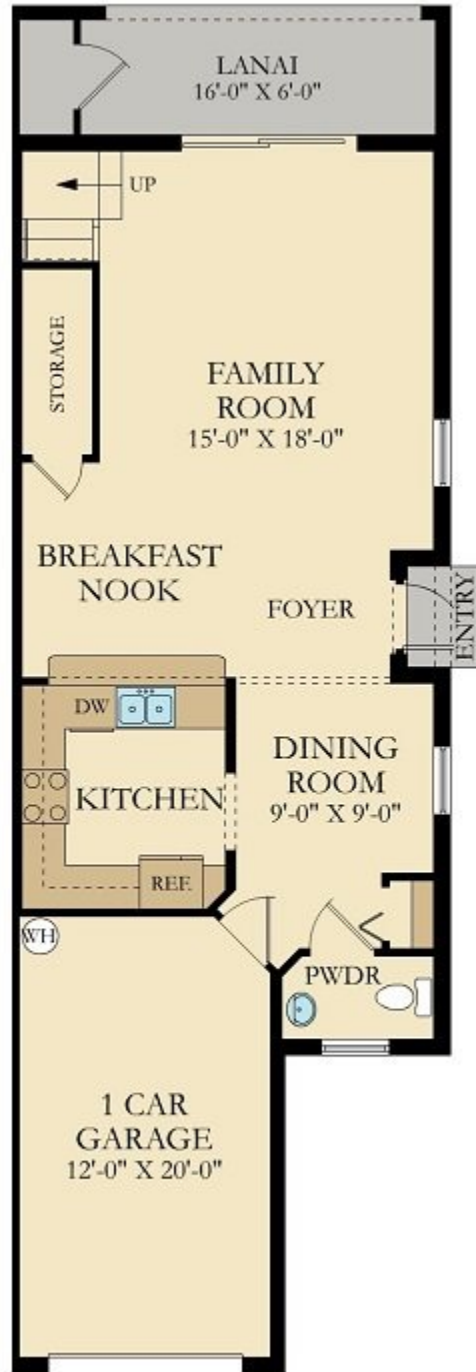 LANAI
16'-0" X 6'-0"
UP
STORAGE
FAMILY
ROOM
15'-0" X 18'-0"
BREAKFAST
NOOK
FOYER
ENTRY
DW
KITCHEN
DINING
ROOM
9'-0" X 9'-0"
REF.
WH
PWDR
1 CAR
GARAGE
12'-0" X 20'-0"